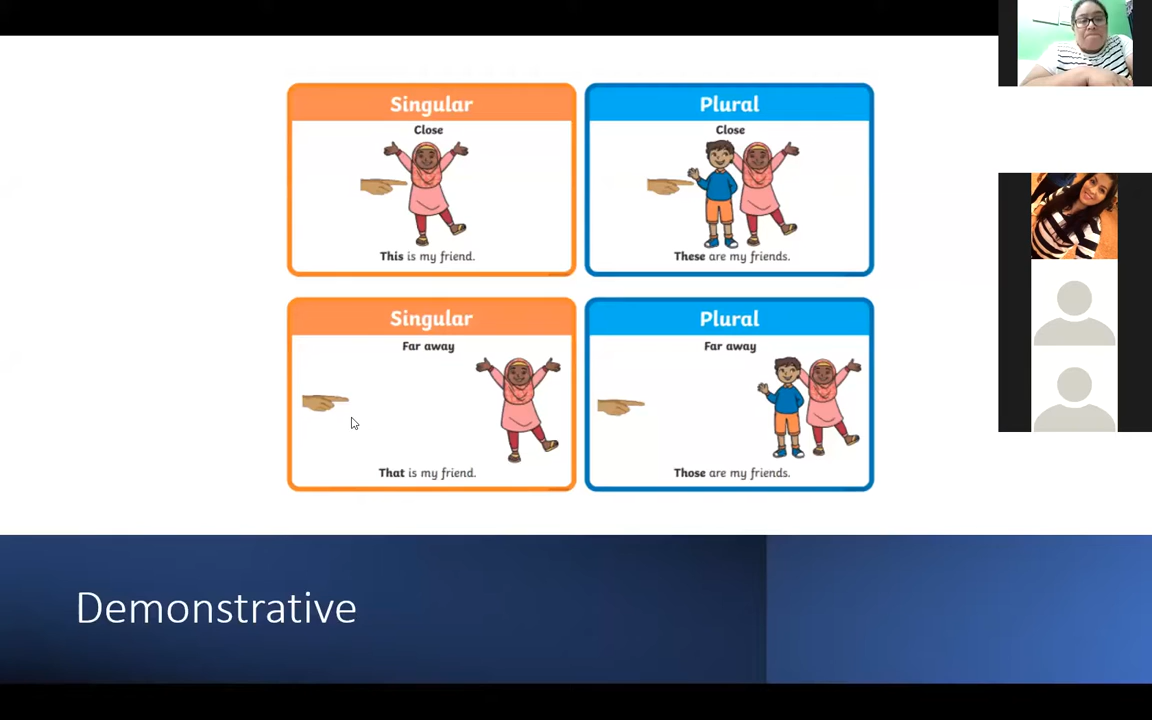 Singular
Close
This is my friend.
Plural
Close
These are my friends.
Singular
Far away
That is my friend.
Plural
Far away
Those are my friends.
Demonstrative